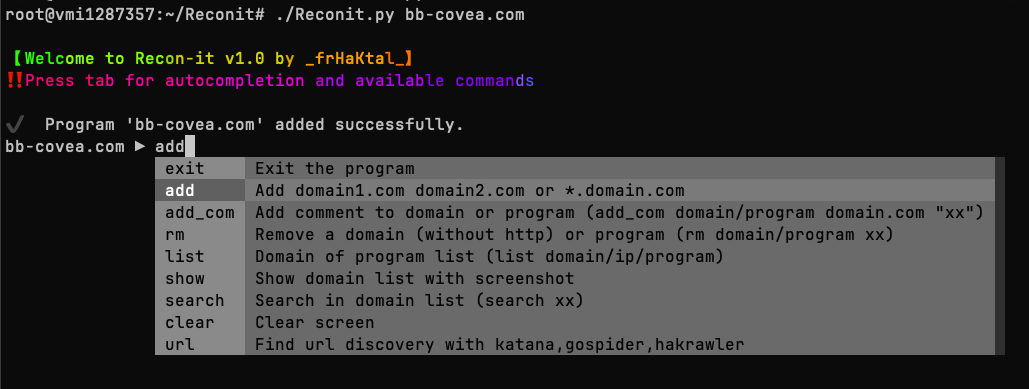 root@vmi1287357:~/Reconit# ./Reconit.py bb-covea.com
【Welcome to Recon-it v1.0 by _frHaKtal_】
‼️Press tab for autocompletion and available commands
✔ Program 'bb-covea.com' added successfully.
bb-covea.com ► add
exit Exit the program
add Add domain1.com domain2.com or *.domain.com
add_com Add comment to domain or program (add_com domain/program domain.com "xx")
rm Remove a domain (without http) or program (rm domain/program xx)
list Domain of program list (list domain/ip/program)
show Show domain list with screenshot
search Search in domain list (search xx)
clear Clear screen
url Find url discovery with katana,gospider,hakrawler